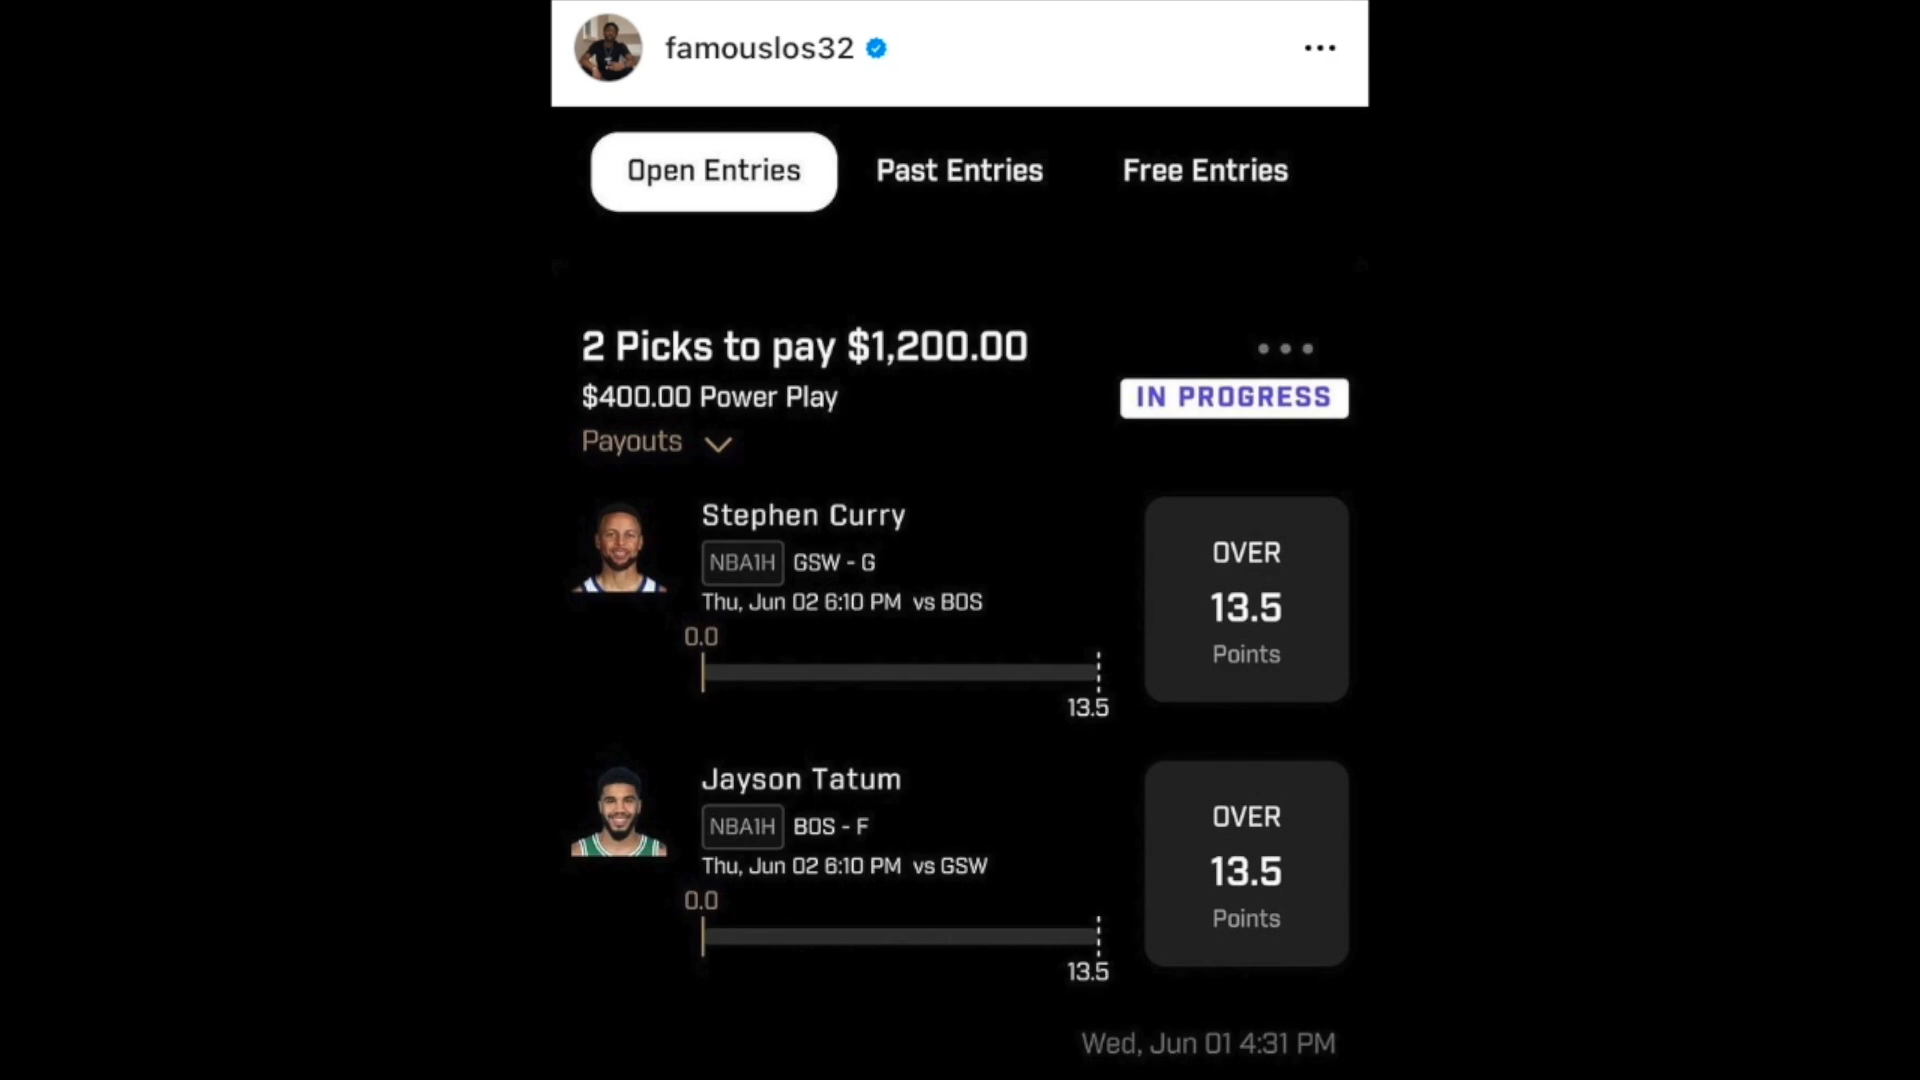 famouslos32
Open Entries
Past Entries
Free Entries
2 Picks to pay $1,200.00
$400.00 Power Play
IN PROGRESS
Payouts
Stephen Curry
NBA1H GSW - G
Thu, Jun 02 6:10 PM vs BOS
0.0
13.5
OVER
13.5
Points
Jayson Tatum
NBA1H BOS - F
Thu, Jun 02 6:10 PM vs GSW
0.0
13.5
OVER
13.5
Points
Wed, Jun 01 4:31 PM